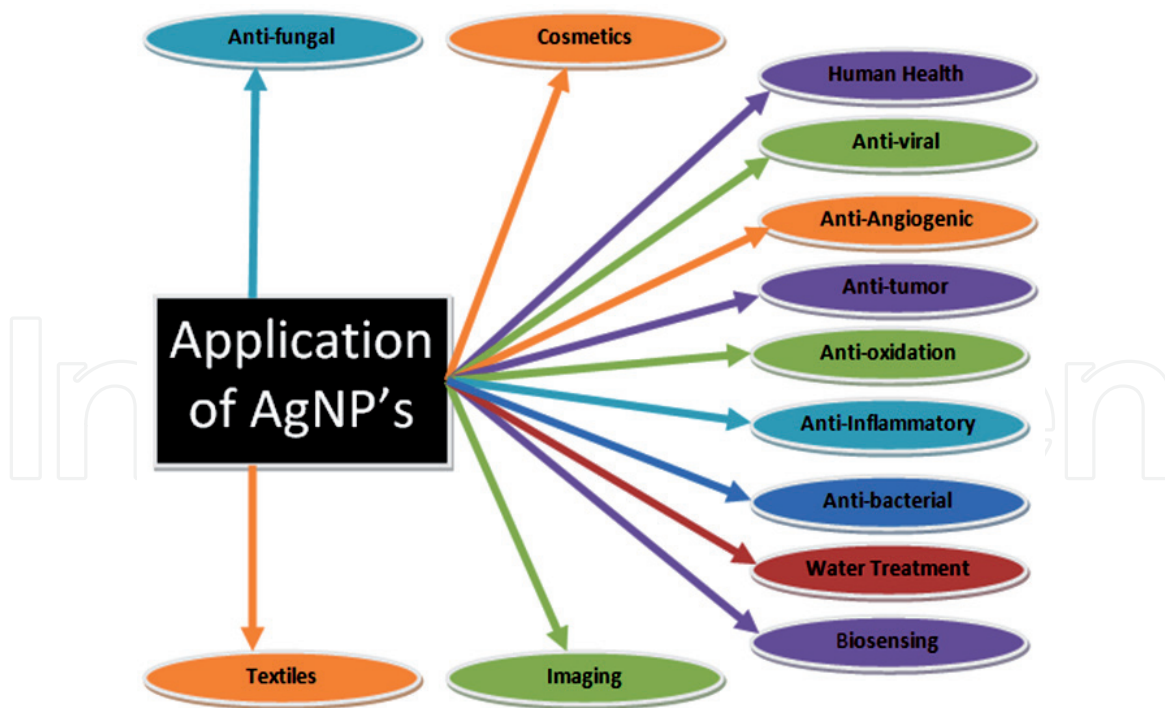 Anti-fungal
Cosmetics
Human Health
Anti-viral
Anti-Angiogenic
Anti-tumor
Application
of AgNP's
Anti-oxidation
Anti-Inflammatory
Anti-bacterial
Water Treatment
Biosensing
Textiles
Imaging